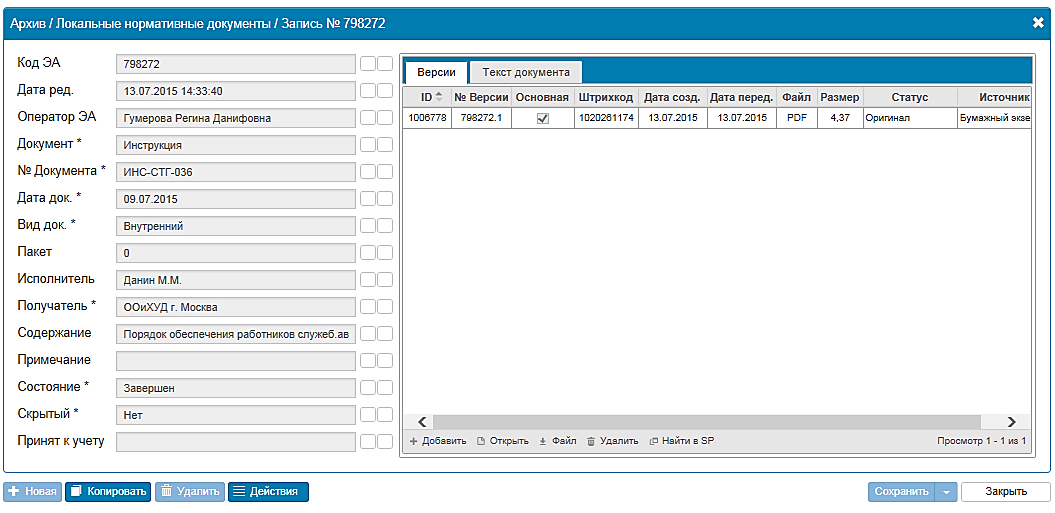 Архив / Локальные нормативные документы / Запись № 798272
Код ЭА 798272
Дата ред. 13.07.2015 14:33:40
Оператор ЭА Гумерова Регина Данифовна
Документ * Инструкция
№ Документа * ИНС-СТГ-036
Дата док. * 09.07.2015
Вид док. * Внутренний
Пакет 0
Исполнитель Данин М.М.
Получатель * ООиХУД г. Москва
Содержание Порядок обеспечения работников служеб.ав
Примечание
Состояние * Завершен
Скрытый * Нет
Принят к учету
Версии Текст документа
ID № Версии Основная Штрихкод Дата созд. Дата перед. Файл Размер Статус Источник
1006778 798272.1 1020261174 13.07.2015 13.07.2015 PDF 4,37 Оригинал Бумажный экзе
Добавить Открыть Файл Удалить Найти в SP Просмотр 1 - 1 из 1
Новая Копировать Удалить Действия Сохранить Закрыть